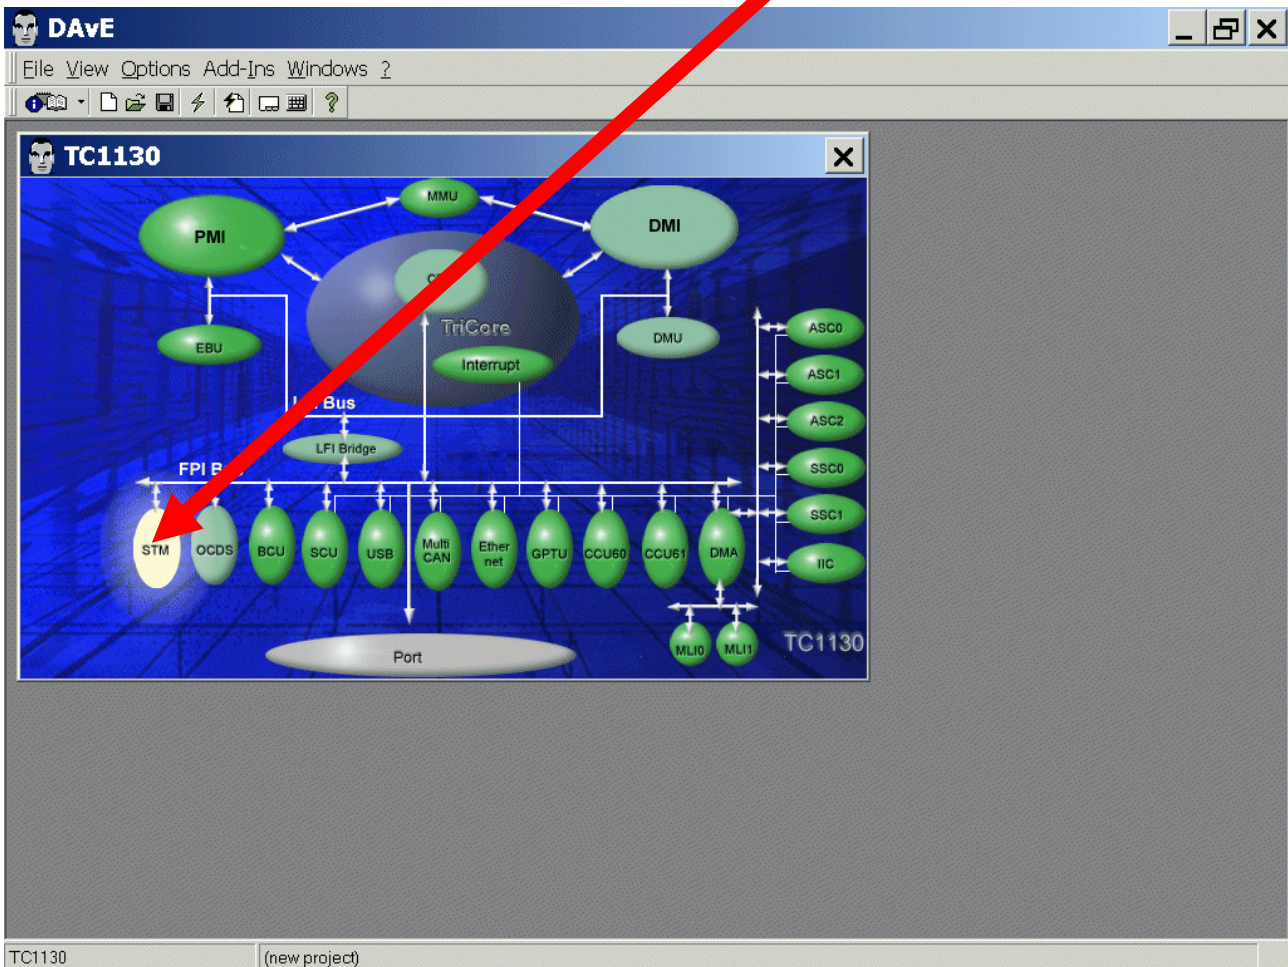 DAvE
File View Options Add-Ins Windows ?
TC1130
MMU
PMI
DMI
TriCore
DMU
EBU
Interrupt
ASC0
ASC1
Bus
ASC2
LFI Bridge
SSC0
FPI
SSC1
STM
OCDS
BCU
SCU
USB
Multi
CAN
Ether
net
GPTU
CCU60
CCU61
DMA
IIC
Port
MLI0
MLI1
TC1130
TC1130
(new project)